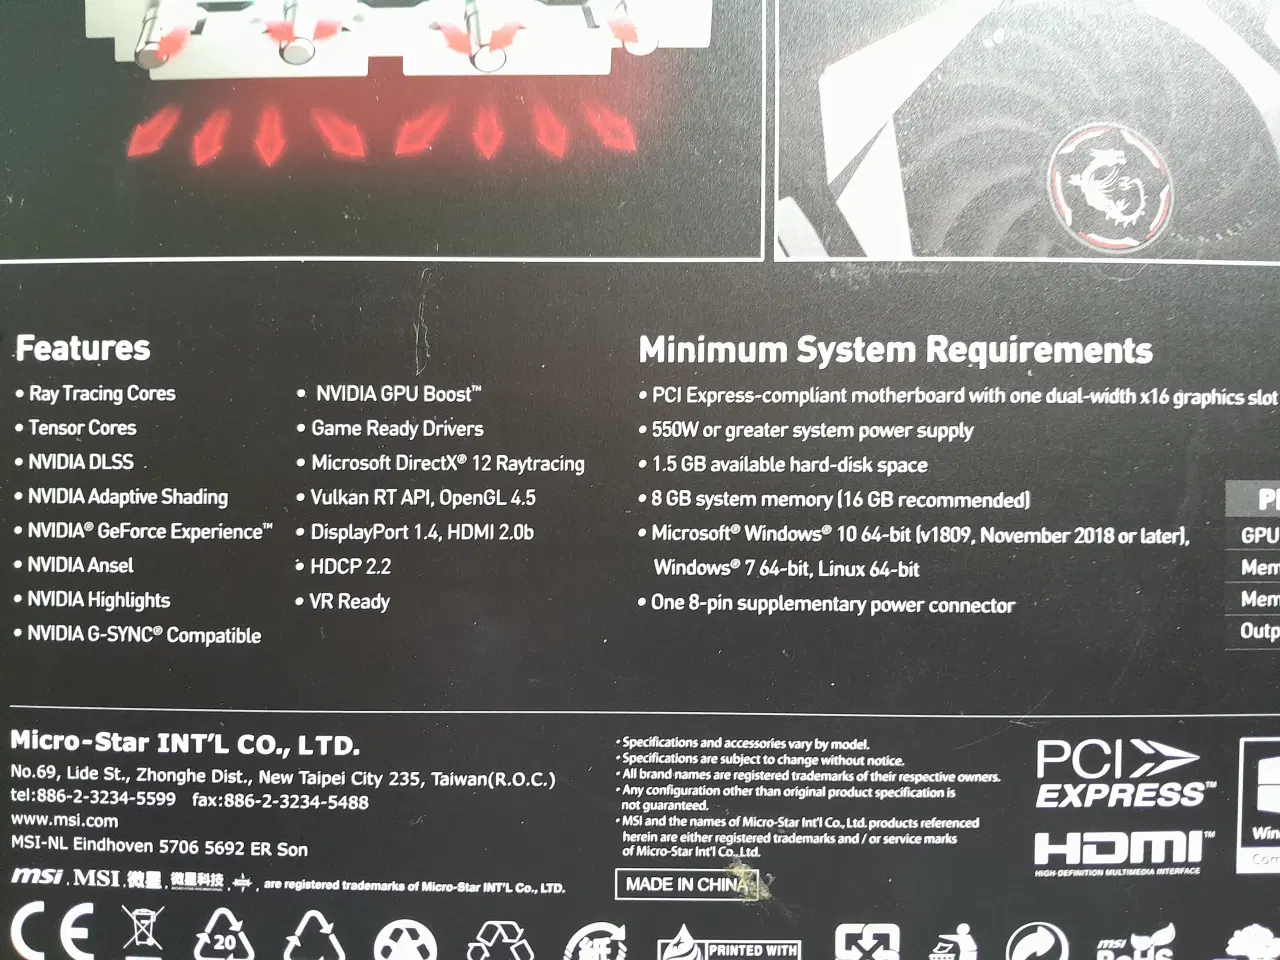 Features
• Ray Tracing Cores
• Tensor Cores
• NVIDIA DLSS
• NVIDIA Adaptive Shading
• NVIDIA® GeForce Experience™
• NVIDIA Ansel
• NVIDIA Highlights
• NVIDIA G-SYNC® Compatible
• NVIDIA GPU Boost™
• Game Ready Drivers
• Microsoft DirectX® 12 Raytracing
• Vulkan RT API, OpenGL 4.5
• DisplayPort 1.4, HDMI 2.0b
• HDCP 2.2
• VR Ready
Minimum System Requirements
• PCI Express-compliant motherboard with one dual-width x16 graphics slot
• 550W or greater system power supply
• 1.5 GB available hard-disk space
• 8 GB system memory (16 GB recommended)
• Microsoft® Windows® 10 64-bit (v1809, November 2018 or later),
Windows® 7 64-bit, Linux 64-bit
• One 8-pin supplementary power connector
GPU
Micro-Star INT'L CO., LTD.
No.69, Lide St., Zhonghe Dist., New Taipei City 235, Taiwan(R.O.C.)
tel:886-2-3234-5599 fax:886-2-3234-5488
www.msi.com
MSI-NL Eindhoven 5706 5692 ER Son
msi , MSI, 微星, 微星科技, , are registered trademarks of Micro-Star INT'L Co., LTD.
• Specifications and accessories vary by model.
• Specifications are subject to change without notice.
• All brand names are registered trademarks of their respective owners.
• Any configuration other than original product specification is
not guaranteed.
• MSI and the names of Micro-Star Int'l Co., Ltd. products referenced
herein are either registered trademarks and / or service marks
of Micro-Star Int'l Co., Ltd.
MADE IN CHINA
PCI
EXPRESS™
HDMI™
HIGH-DEFINITION MULTIMEDIA INTERFACE
CE
20
紙
PRINTED WITH
msi
RoHS